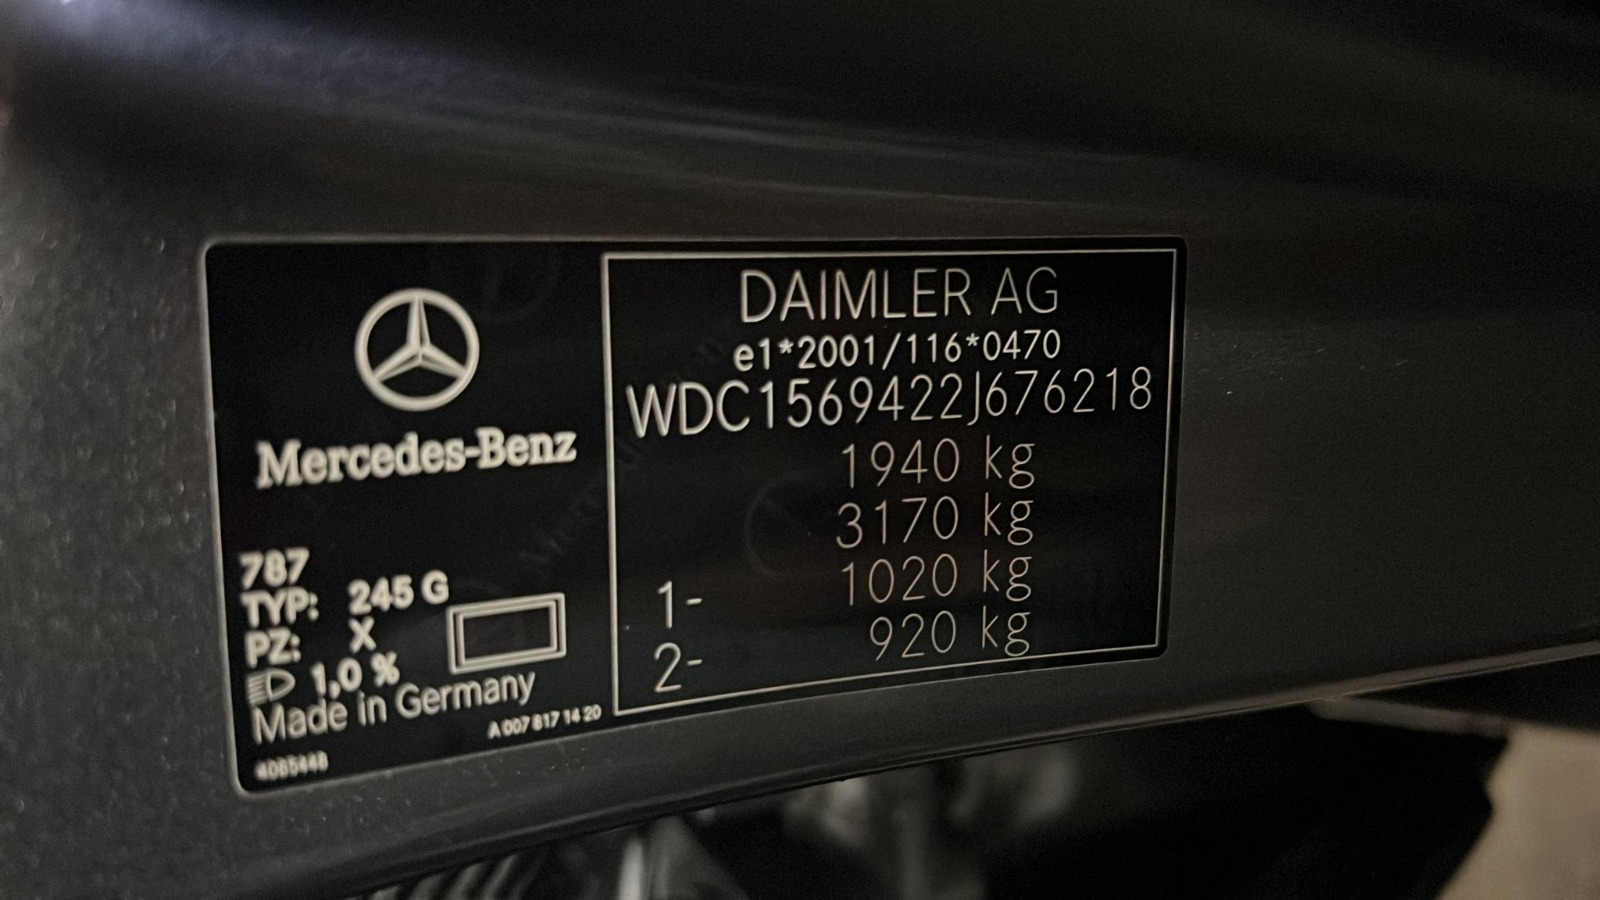 Mercedes-Benz
787
TYP: 245 G
PZ: X
1,0 %
Made in Germany
A 007 817 14 20
DAIMLER AG
e1*2001/116*0470
WDC1569422J676218
1940 kg
3170 kg
1- 1020 kg
2- 920 kg